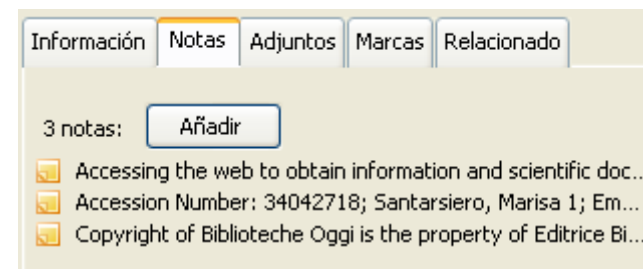 Información Notas Adjuntos Marcas Relacionado
3 notas: Añadir
Accessing the web to obtain information and scientific doc...
Accession Number: 34042718; Santarsiero, Marisa 1; Em...
Copyright of Biblioteche Oggi is the property of Editrice Bi...